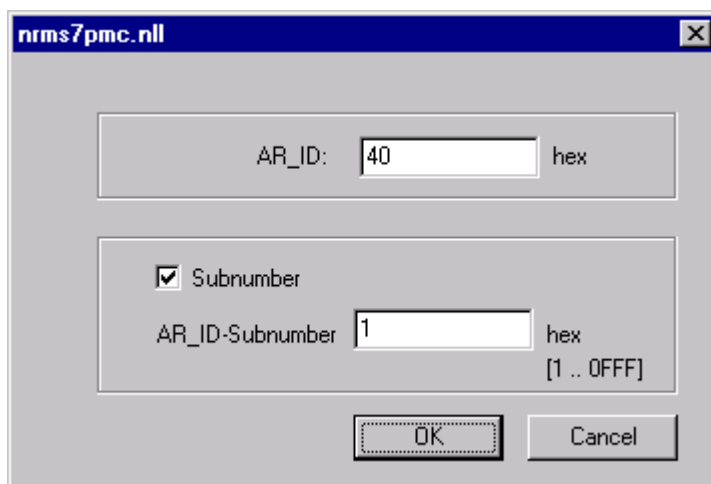 nrms7pmc.nll
AR_ID: 40 hex
Subnumber
AR_ID-Subnumber 1 hex
[1 .. 0FFF]
OK Cancel